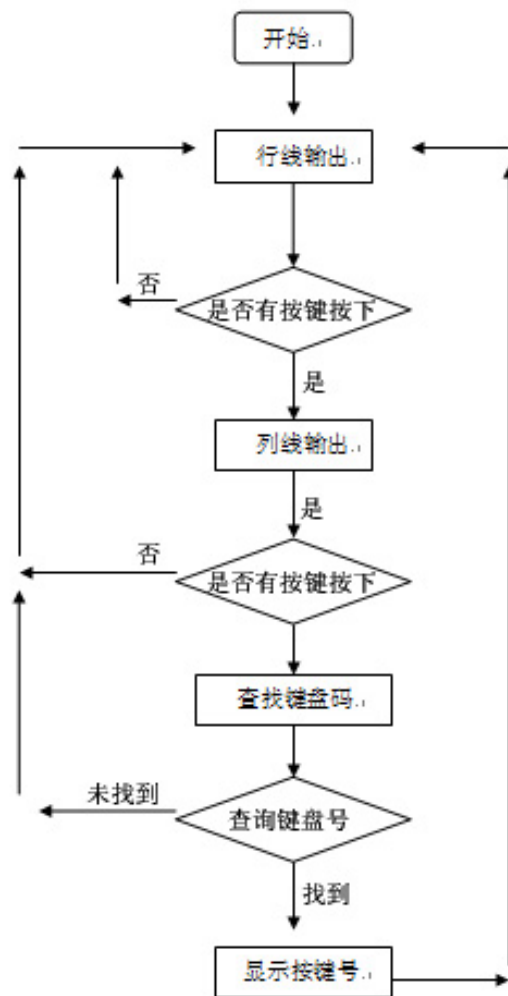 开始
行线输出
否
是否有按键按下
是
列线输出
是
否
是否有按键按下
查找键盘码
未找到
查询键盘号
找到
显示按键号